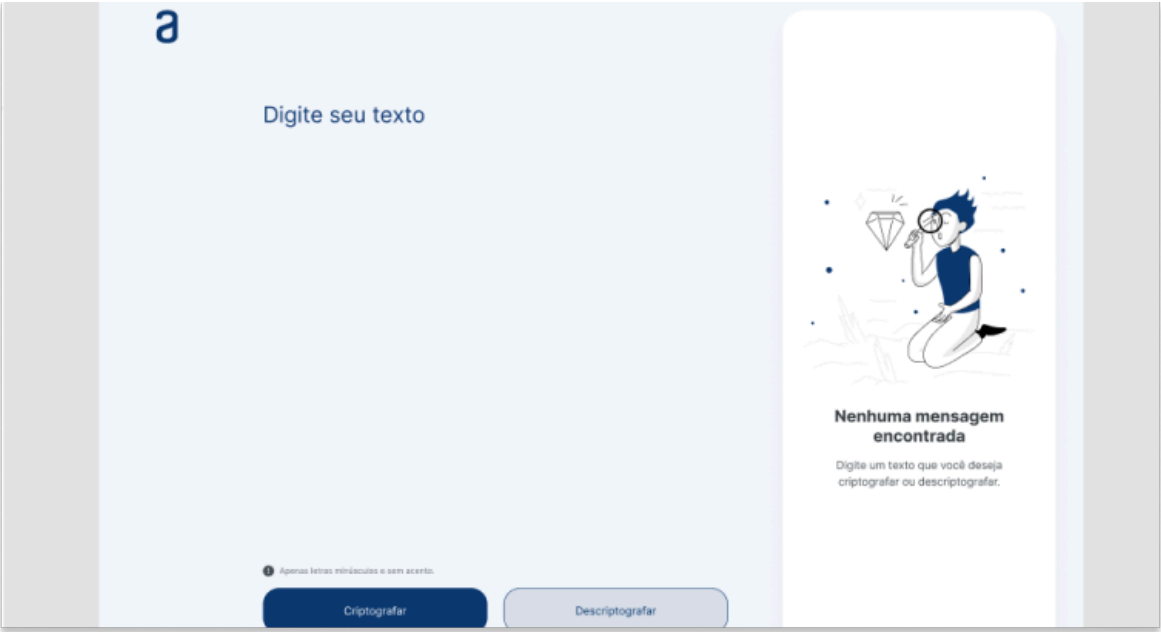 a
Digite seu texto
Nenhuma mensagem
encontrada
Digite um texto que você deseja
criptografar ou descriptografar.
Apenas letras minúsculas e sem acento.
Criptografar
Descriptografar